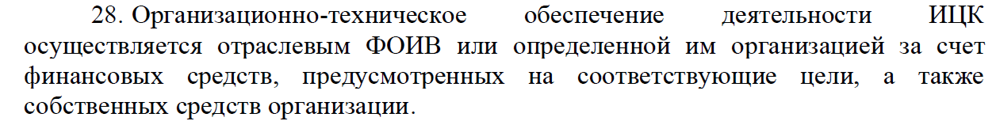 28. Организационно-техническое обеспечение деятельности ИЦК
осуществляется отраслевым ФОИВ или определенной им организацией за счет
финансовых средств, предусмотренных на соответствующие цели, а также
собственных средств организации.